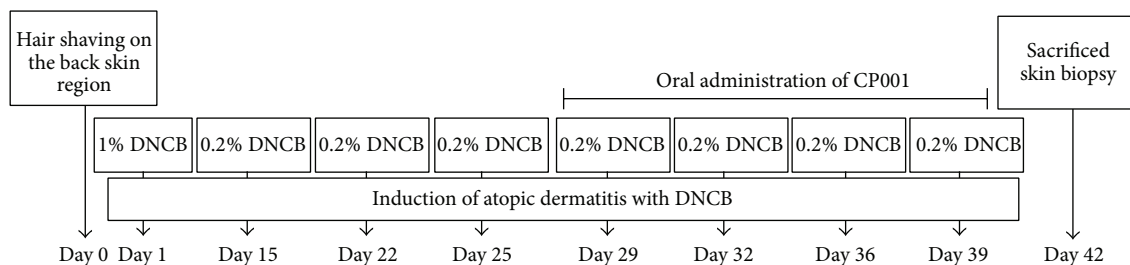 Hair shaving on
the back skin
region
Sacrificed
skin biopsy
Oral administration of CP001
1% DNCB 0.2% DNCB 0.2% DNCB 0.2% DNCB 0.2% DNCB 0.2% DNCB 0.2% DNCB 0.2% DNCB
Induction of atopic dermatitis with DNCB
Day 0 Day 1 Day 15 Day 22 Day 25 Day 29 Day 32 Day 36 Day 39 Day 42